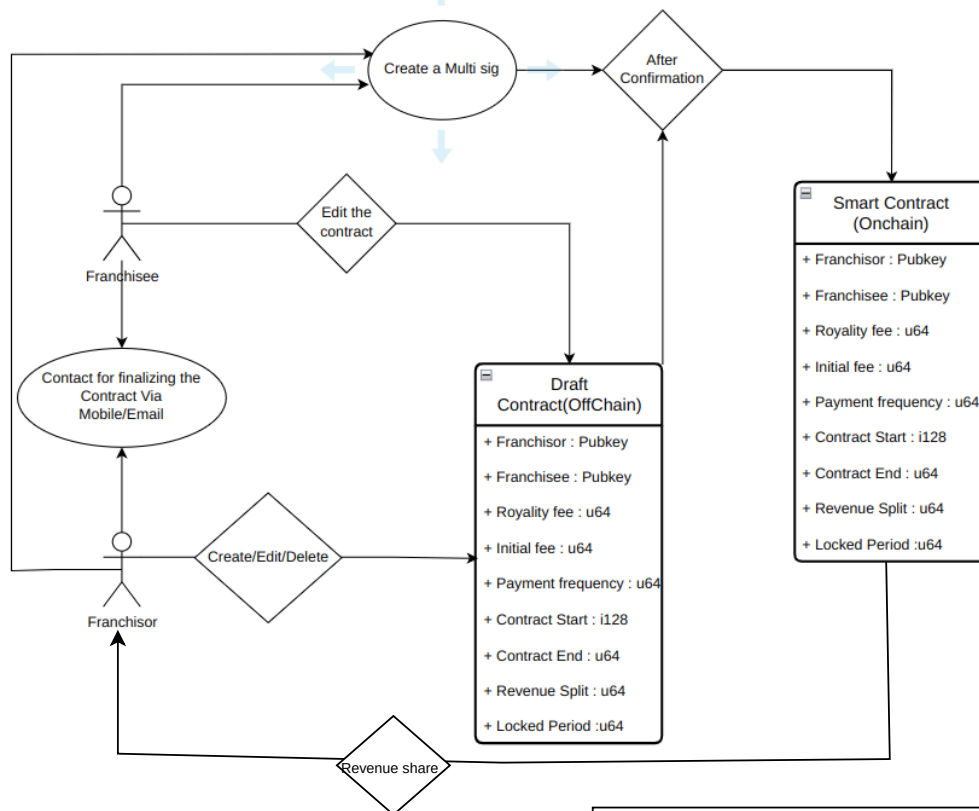 Create a Multi sig
After
Confirmation
Edit the
contract
Franchisee
Smart Contract
(Onchain)
+ Franchisor : Pubkey
+ Franchisee : Pubkey
+ Royality fee : u64
+ Initial fee : u64
+ Payment frequency : u64
+ Contract Start : i128
+ Contract End : u64
+ Revenue Split : u64
+ Locked Period :u64
Contact for finalizing the
Contract Via
Mobile/Email
Draft
Contract(OffChain)
+ Franchisor : Pubkey
+ Franchisee : Pubkey
+ Royality fee : u64
+ Initial fee : u64
+ Payment frequency : u64
+ Contract Start : i128
+ Contract End : u64
+ Revenue Split : u64
+ Locked Period :u64
Create/Edit/Delete
Franchisor
Revenue share